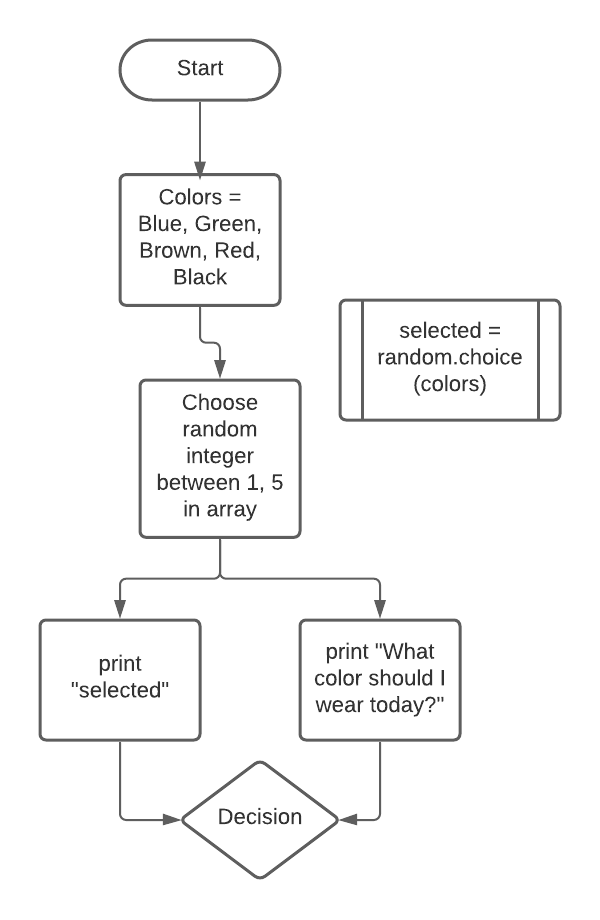 Start
Colors =
Blue, Green,
Brown, Red,
Black
selected =
random.choice
(colors)
Choose
random
integer
between 1, 5
in array
print
"selected"
print "What
color should I
wear today?"
Decision